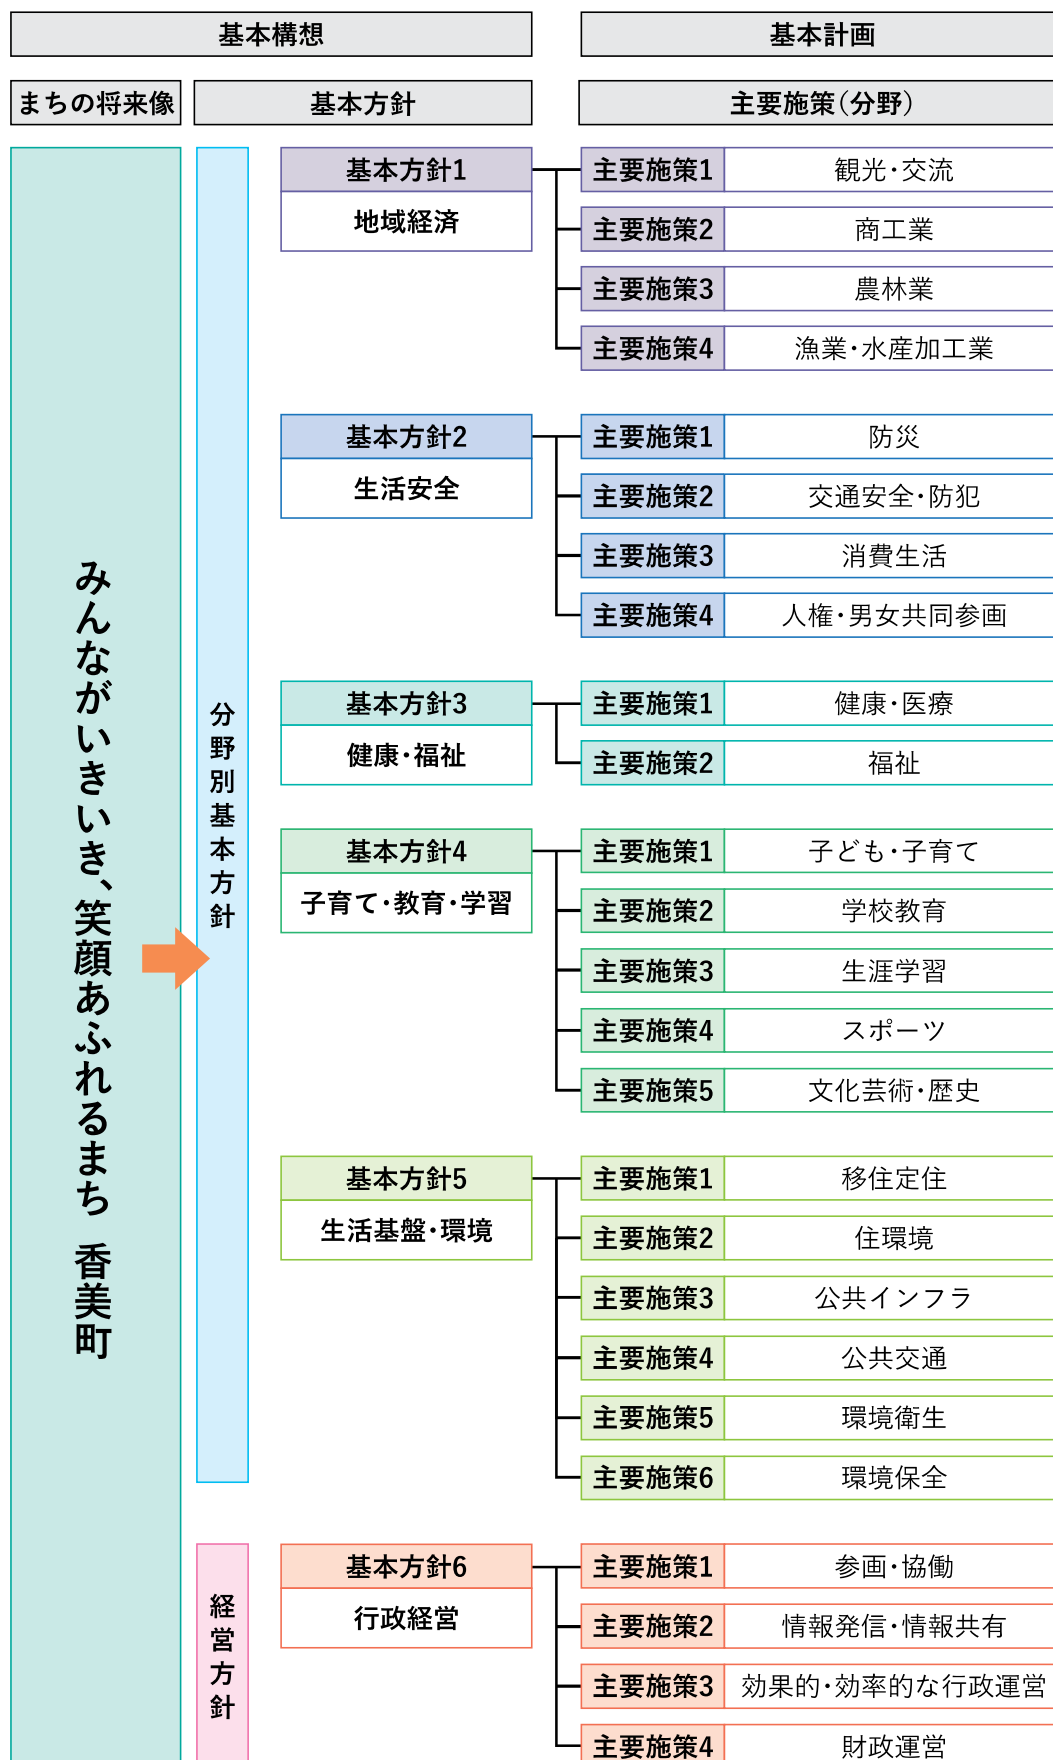 基本構想
基本計画
まちの将来像
基本方針
主要施策(分野)
みんながいきいき、笑顔あふれるまち 香美町
分野別基本方針
基本方針1
地域経済
主要施策1 観光・交流
主要施策2 商工業
主要施策3 農林業
主要施策4 漁業・水産加工業
基本方針2
生活安全
主要施策1 防災
主要施策2 交通安全・防犯
主要施策3 消費生活
主要施策4 人権・男女共同参画
基本方針3
健康・福祉
主要施策1 健康・医療
主要施策2 福祉
基本方針4
子育て・教育・学習
主要施策1 子ども・子育て
主要施策2 学校教育
主要施策3 生涯学習
主要施策4 スポーツ
主要施策5 文化芸術・歴史
基本方針5
生活基盤・環境
主要施策1 移住定住
主要施策2 住環境
主要施策3 公共インフラ
主要施策4 公共交通
主要施策5 環境衛生
主要施策6 環境保全
経営方針
基本方針6
行政経営
主要施策1 参画・協働
主要施策2 情報発信・情報共有
主要施策3 効果的・効率的な行政運営
主要施策4 財政運営